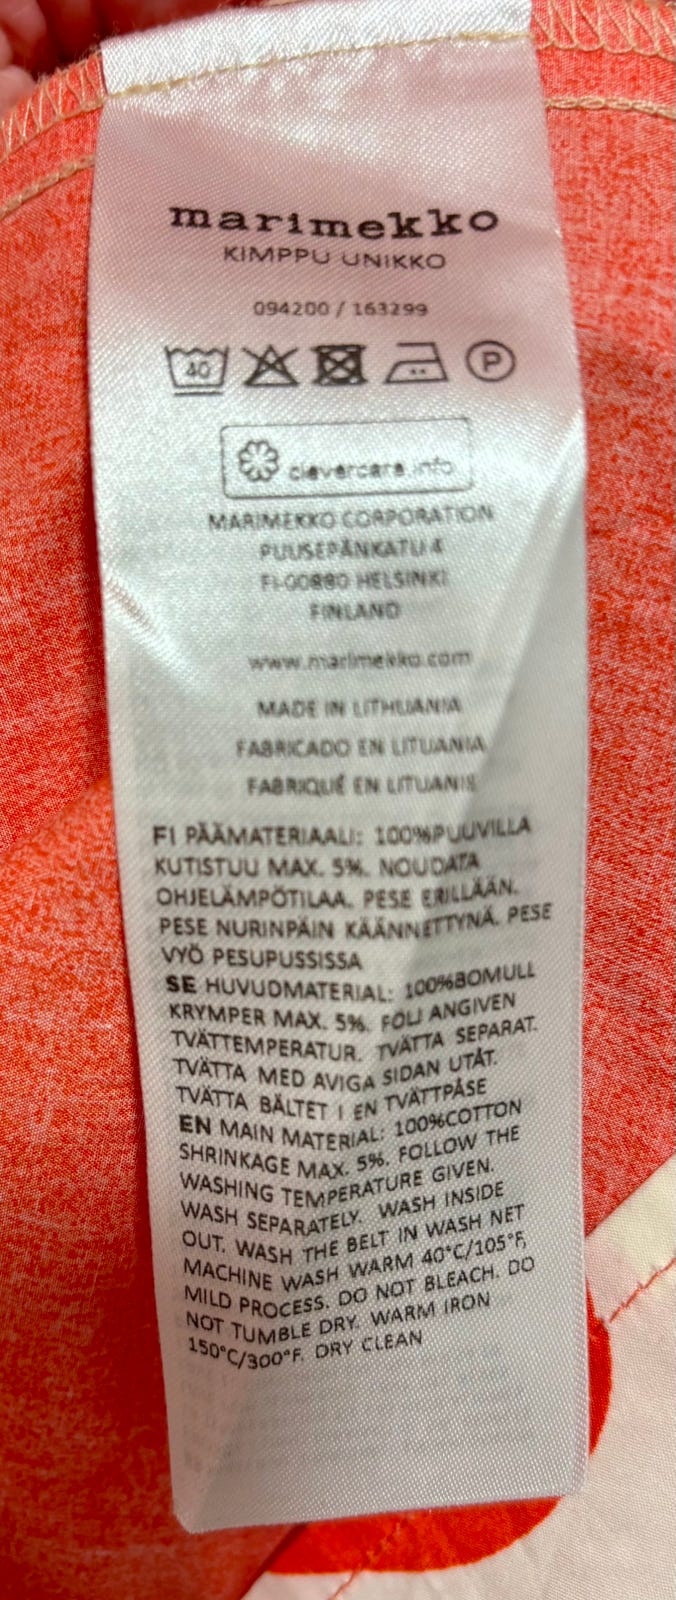 marimekko
KIMPPU UNIKKO
094200 / 163299
40
P
clevercare.info
MARIMEKKO CORPORATION
PUUSEPÄNKATU 4
FI-00880 HELSINKI
FINLAND
www.marimekko.com
MADE IN LITHUANIA
FABRICADO EN LITUANIA
FABRIQUÉ EN LITUANIE
FI PÄÄMATERIAALI: 100%PUUVILLA
KUTISTUU MAX. 5%. NOUDATA
OHJELÄMPÖTILAA. PESE ERILLÄÄN.
PESE NURINPÄIN KÄÄNNETTYNÄ. PESE
VYÖ PESUPUSSISSA
SE HUVUDMATERIAL: 100%BOMULL
KRYMPER MAX. 5%. FÖLJ ANGIVEN
TVÄTTEMPERATUR. TVÄTTA SEPARAT.
TVÄTTA MED AVIGA SIDAN UTÅT.
TVÄTTA BÄLTET I EN TVÄTTPÅSE
EN MAIN MATERIAL: 100%COTTON
SHRINKAGE MAX. 5%. FOLLOW THE
WASHING TEMPERATURE GIVEN.
WASH SEPARATELY. WASH INSIDE
OUT. WASH THE BELT IN WASH NET
MACHINE WASH WARM 40°C/105°F,
MILD PROCESS. DO NOT BLEACH. DO
NOT TUMBLE DRY. WARM IRON
150°C/300°F. DRY CLEAN